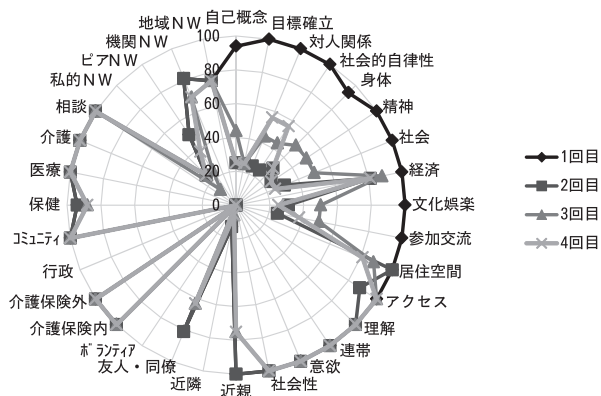 自己概念
目標確立
対人関係
社会的自律性
身体
精神
社会
経済
文化娯楽
参加交流
居住空間
アクセス
理解
連帯
意欲
社会性
近親
近隣
友人・同僚
ﾎﾞﾗﾝﾃｨｱ
介護保険内
介護保険外
行政
ｺﾐｭﾆﾃｨ
保健
医療
介護
相談
私的ＮＷ
ピアＮＷ
機関ＮＷ
地域ＮＷ
100
80
60
40
20
0
1回目
2回目
3回目
4回目